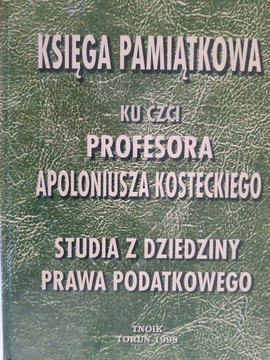 KSIĘGA PAMIĄTKOWA
KU CZCI
PROFESORA
APOLONIUSZA KOSTECKIEGO
STUDIA Z DZIEDZINY
PRAWA PODATKOWEGO
TNOiK
TORUŃ 1998